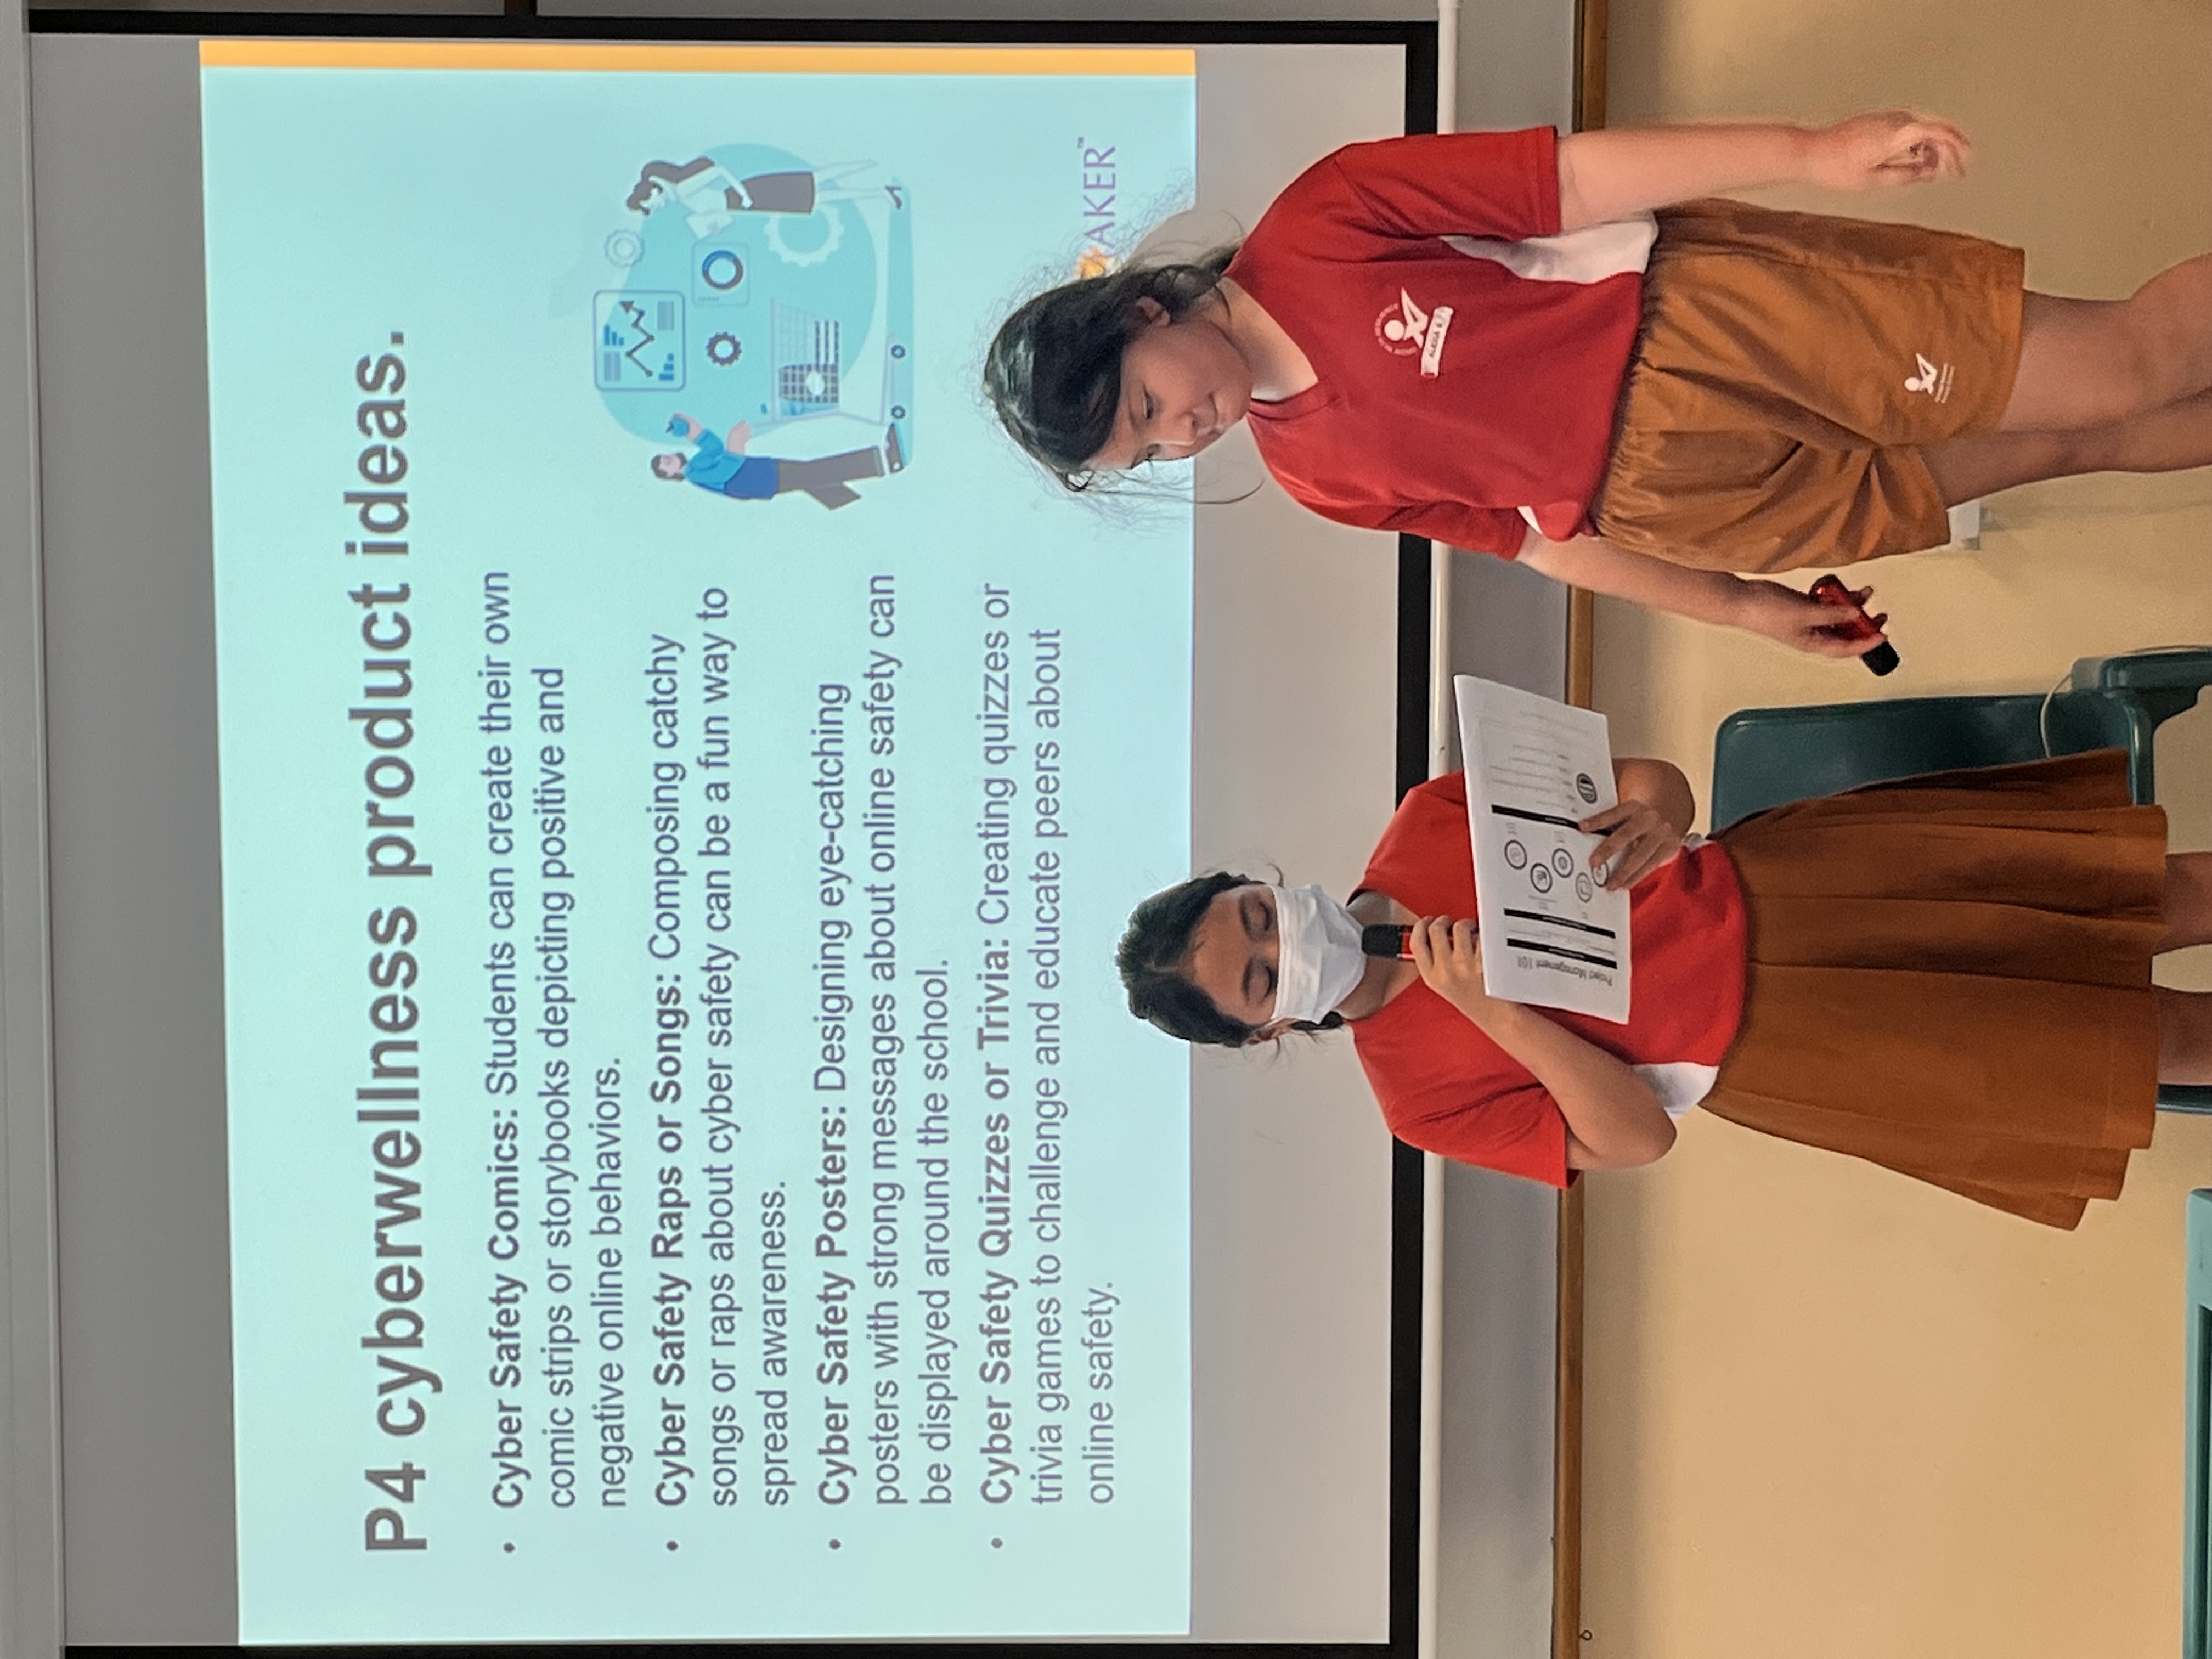 P4 cyberwellness product ideas.
• Cyber Safety Comics: Students can create their own
comic strips or storybooks depicting positive and
negative online behaviors.
• Cyber Safety Raps or Songs: Composing catchy
songs or raps about cyber safety can be a fun way to
spread awareness.
• Cyber Safety Posters: Designing eye-catching
posters with strong messages about online safety can
be displayed around the school.
• Cyber Safety Quizzes or Trivia: Creating quizzes or
trivia games to challenge and educate peers about
online safety.
AKER™
Project Management 101